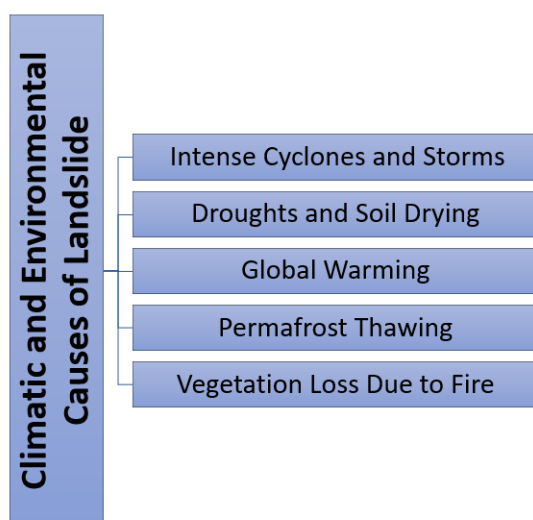 Climatic and Environmental
Causes of Landslide
Intense Cyclones and Storms
Droughts and Soil Drying
Global Warming
Permafrost Thawing
Vegetation Loss Due to Fire